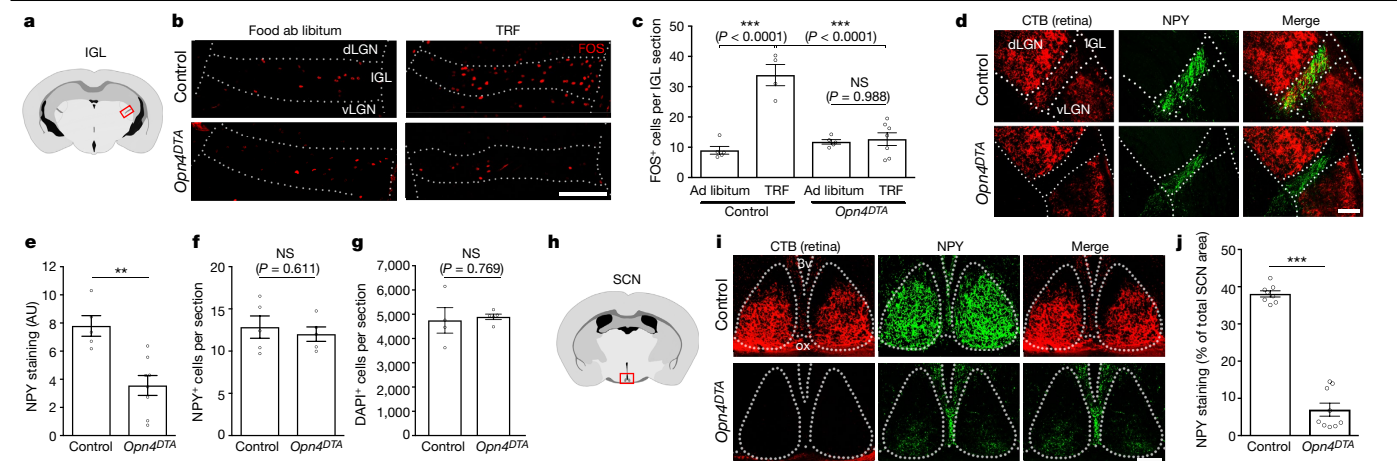 a
IGL
b
Food ab libitum
TRF
Control
Opn4DTA
dLGN
IGL
vLGN
FOS
c
FOS+ cells per IGL section
50
40
30
20
10
0
***
(P < 0.0001)
***
(P < 0.0001)
NS
(P = 0.988)
Ad libitum
TRF
Ad libitum
TRF
Control
Opn4DTA
d
CTB (retina)
NPY
Merge
Control
Opn4DTA
dLGN
IGL
vLGN
e
NPY staining (AU)
12
10
8
6
4
2
0
**
Control
Opn4DTA
f
NPY+ cells per section
20
15
10
5
0
NS
(P = 0.611)
Control
Opn4DTA
g
DAPI+ cells per section
7,000
6,000
5,000
4,000
3,000
2,000
1,000
0
NS
(P = 0.769)
Control
Opn4DTA
h
SCN
i
CTB (retina)
NPY
Merge
Control
Opn4DTA
3v
ox
j
NPY staining (% of total SCN area)
50
40
30
20
10
0
***
Control
Opn4DTA